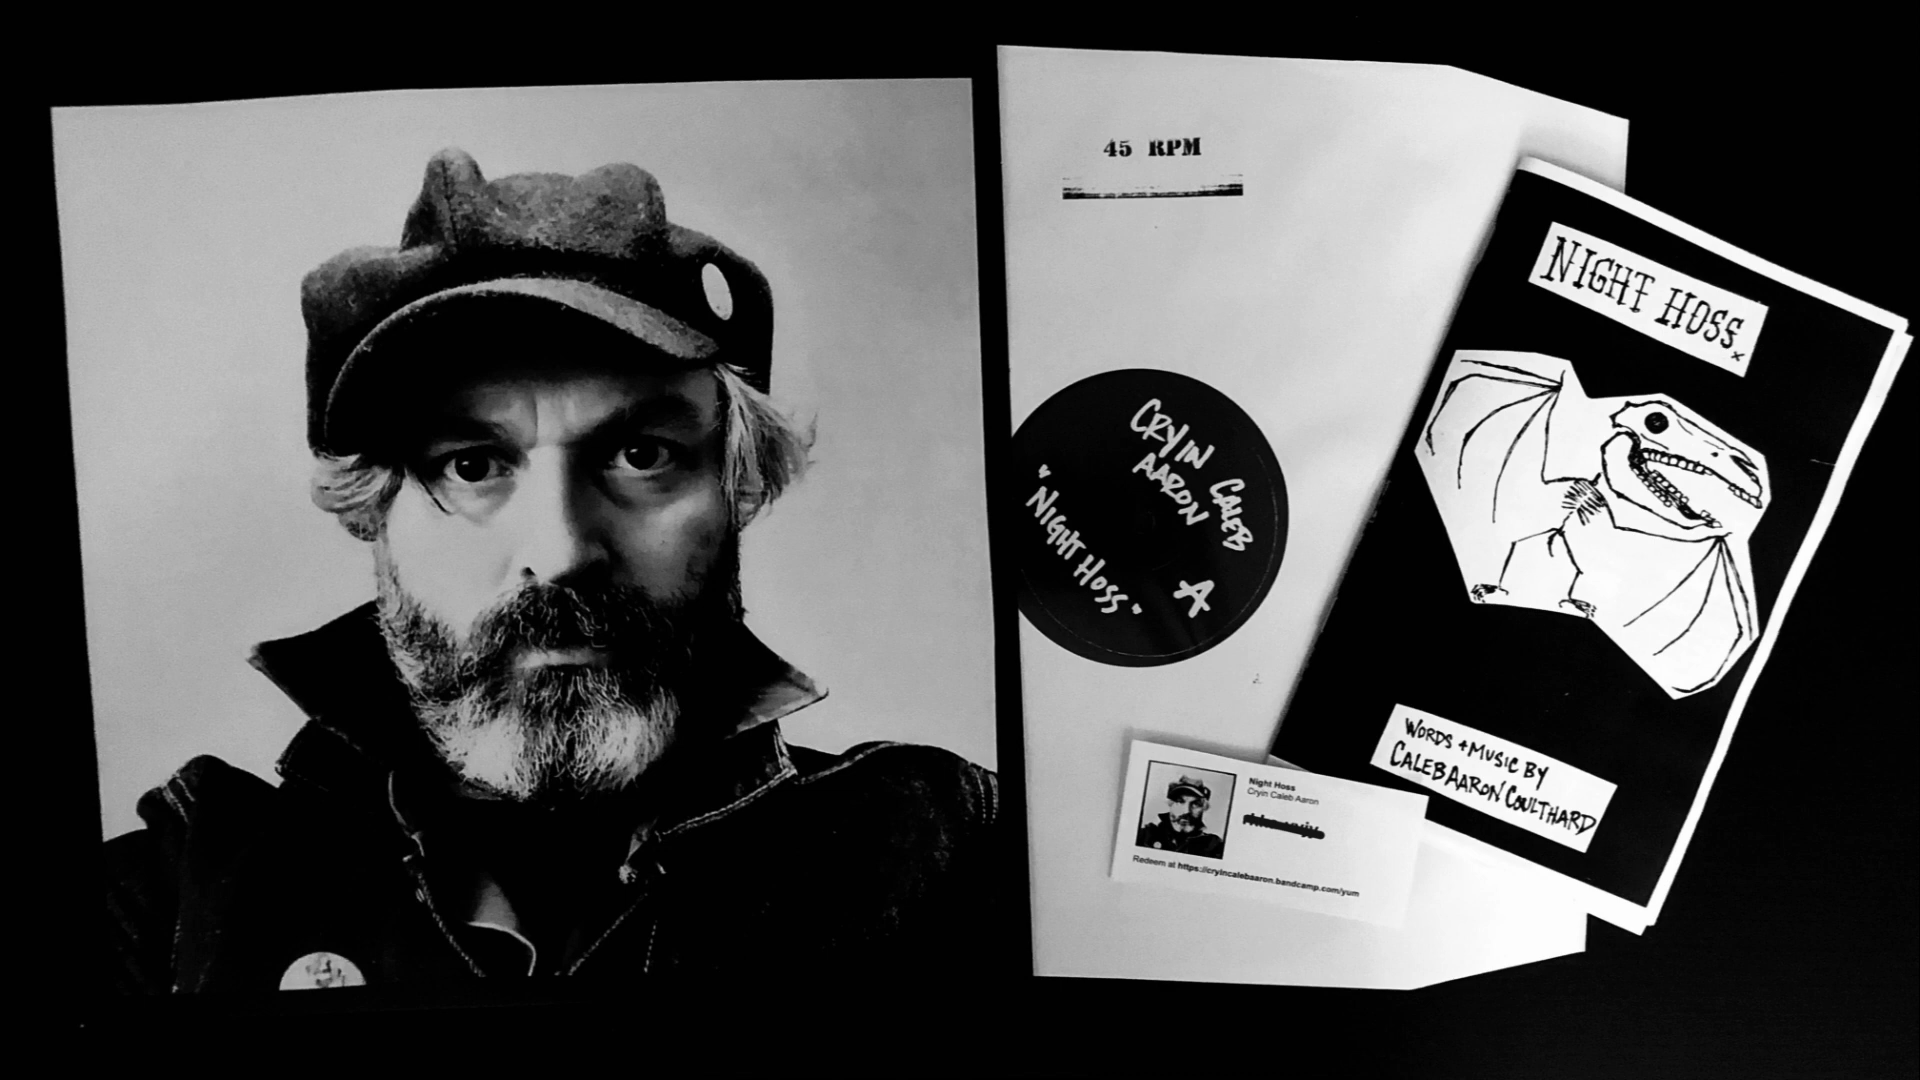 45 RPM
CRYIN CALEB
AARON
"NIGHT HOSS"
A
NIGHT HOSS
x
WORDS + MUSIC BY
CALEB AARON COULTHARD
Night Hoss
Cryin Caleb Aaron
Redeem at https://cryincalebaaron.bandcamp.com/yum